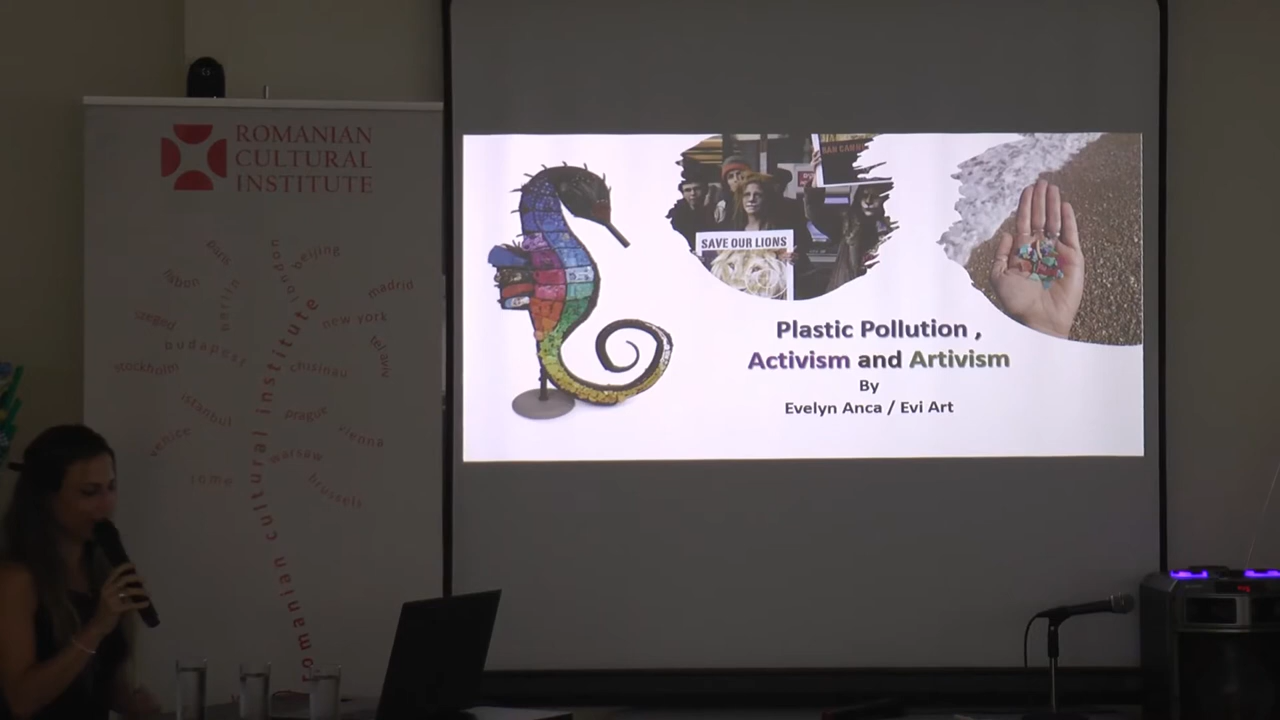 ROMANIAN
CULTURAL
INSTITUTE
paris
london
beijing
lisbon
berlin
madrid
szeged
new york
budapest
tel aviv
stockholm
chisinau
istanbul
prague
venice
vienna
warsaw
rome
brussels
romanian cultural institute
SAVE OUR LIONS
Plastic Pollution ,
Activism and Artivism
By
Evelyn Anca / Evi Art